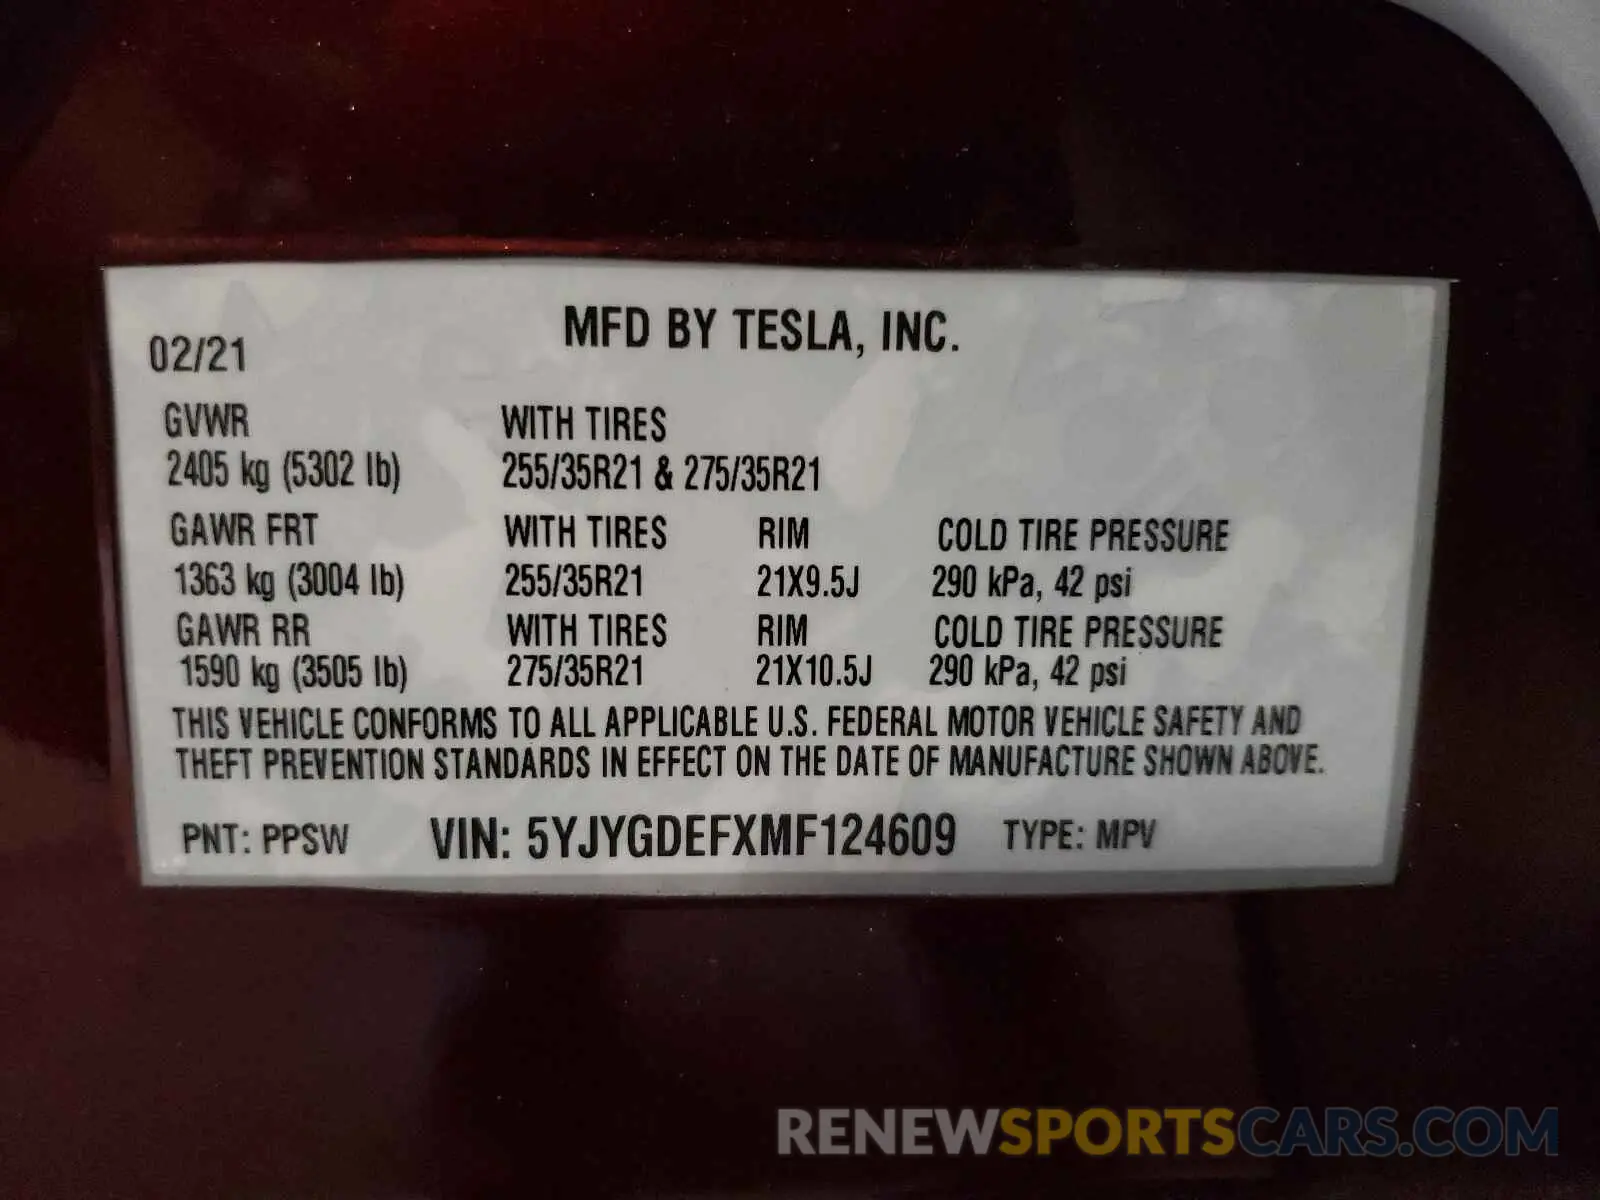 MFD BY TESLA, INC.
02/21
GVWR WITH TIRES
2405 kg (5302 lb) 255/35R21 & 275/35R21
GAWR FRT WITH TIRES RIM COLD TIRE PRESSURE
1363 kg (3004 lb) 255/35R21 21X9.5J 290 kPa, 42 psi
GAWR RR WITH TIRES RIM COLD TIRE PRESSURE
1590 kg (3505 lb) 275/35R21 21X10.5J 290 kPa, 42 psi
THIS VEHICLE CONFORMS TO ALL APPLICABLE U.S. FEDERAL MOTOR VEHICLE SAFETY AND
THEFT PREVENTION STANDARDS IN EFFECT ON THE DATE OF MANUFACTURE SHOWN ABOVE.
PNT: PPSW VIN: 5YJYGDEFXMF124609 TYPE: MPV
RENEWSPORTSCARS.COM